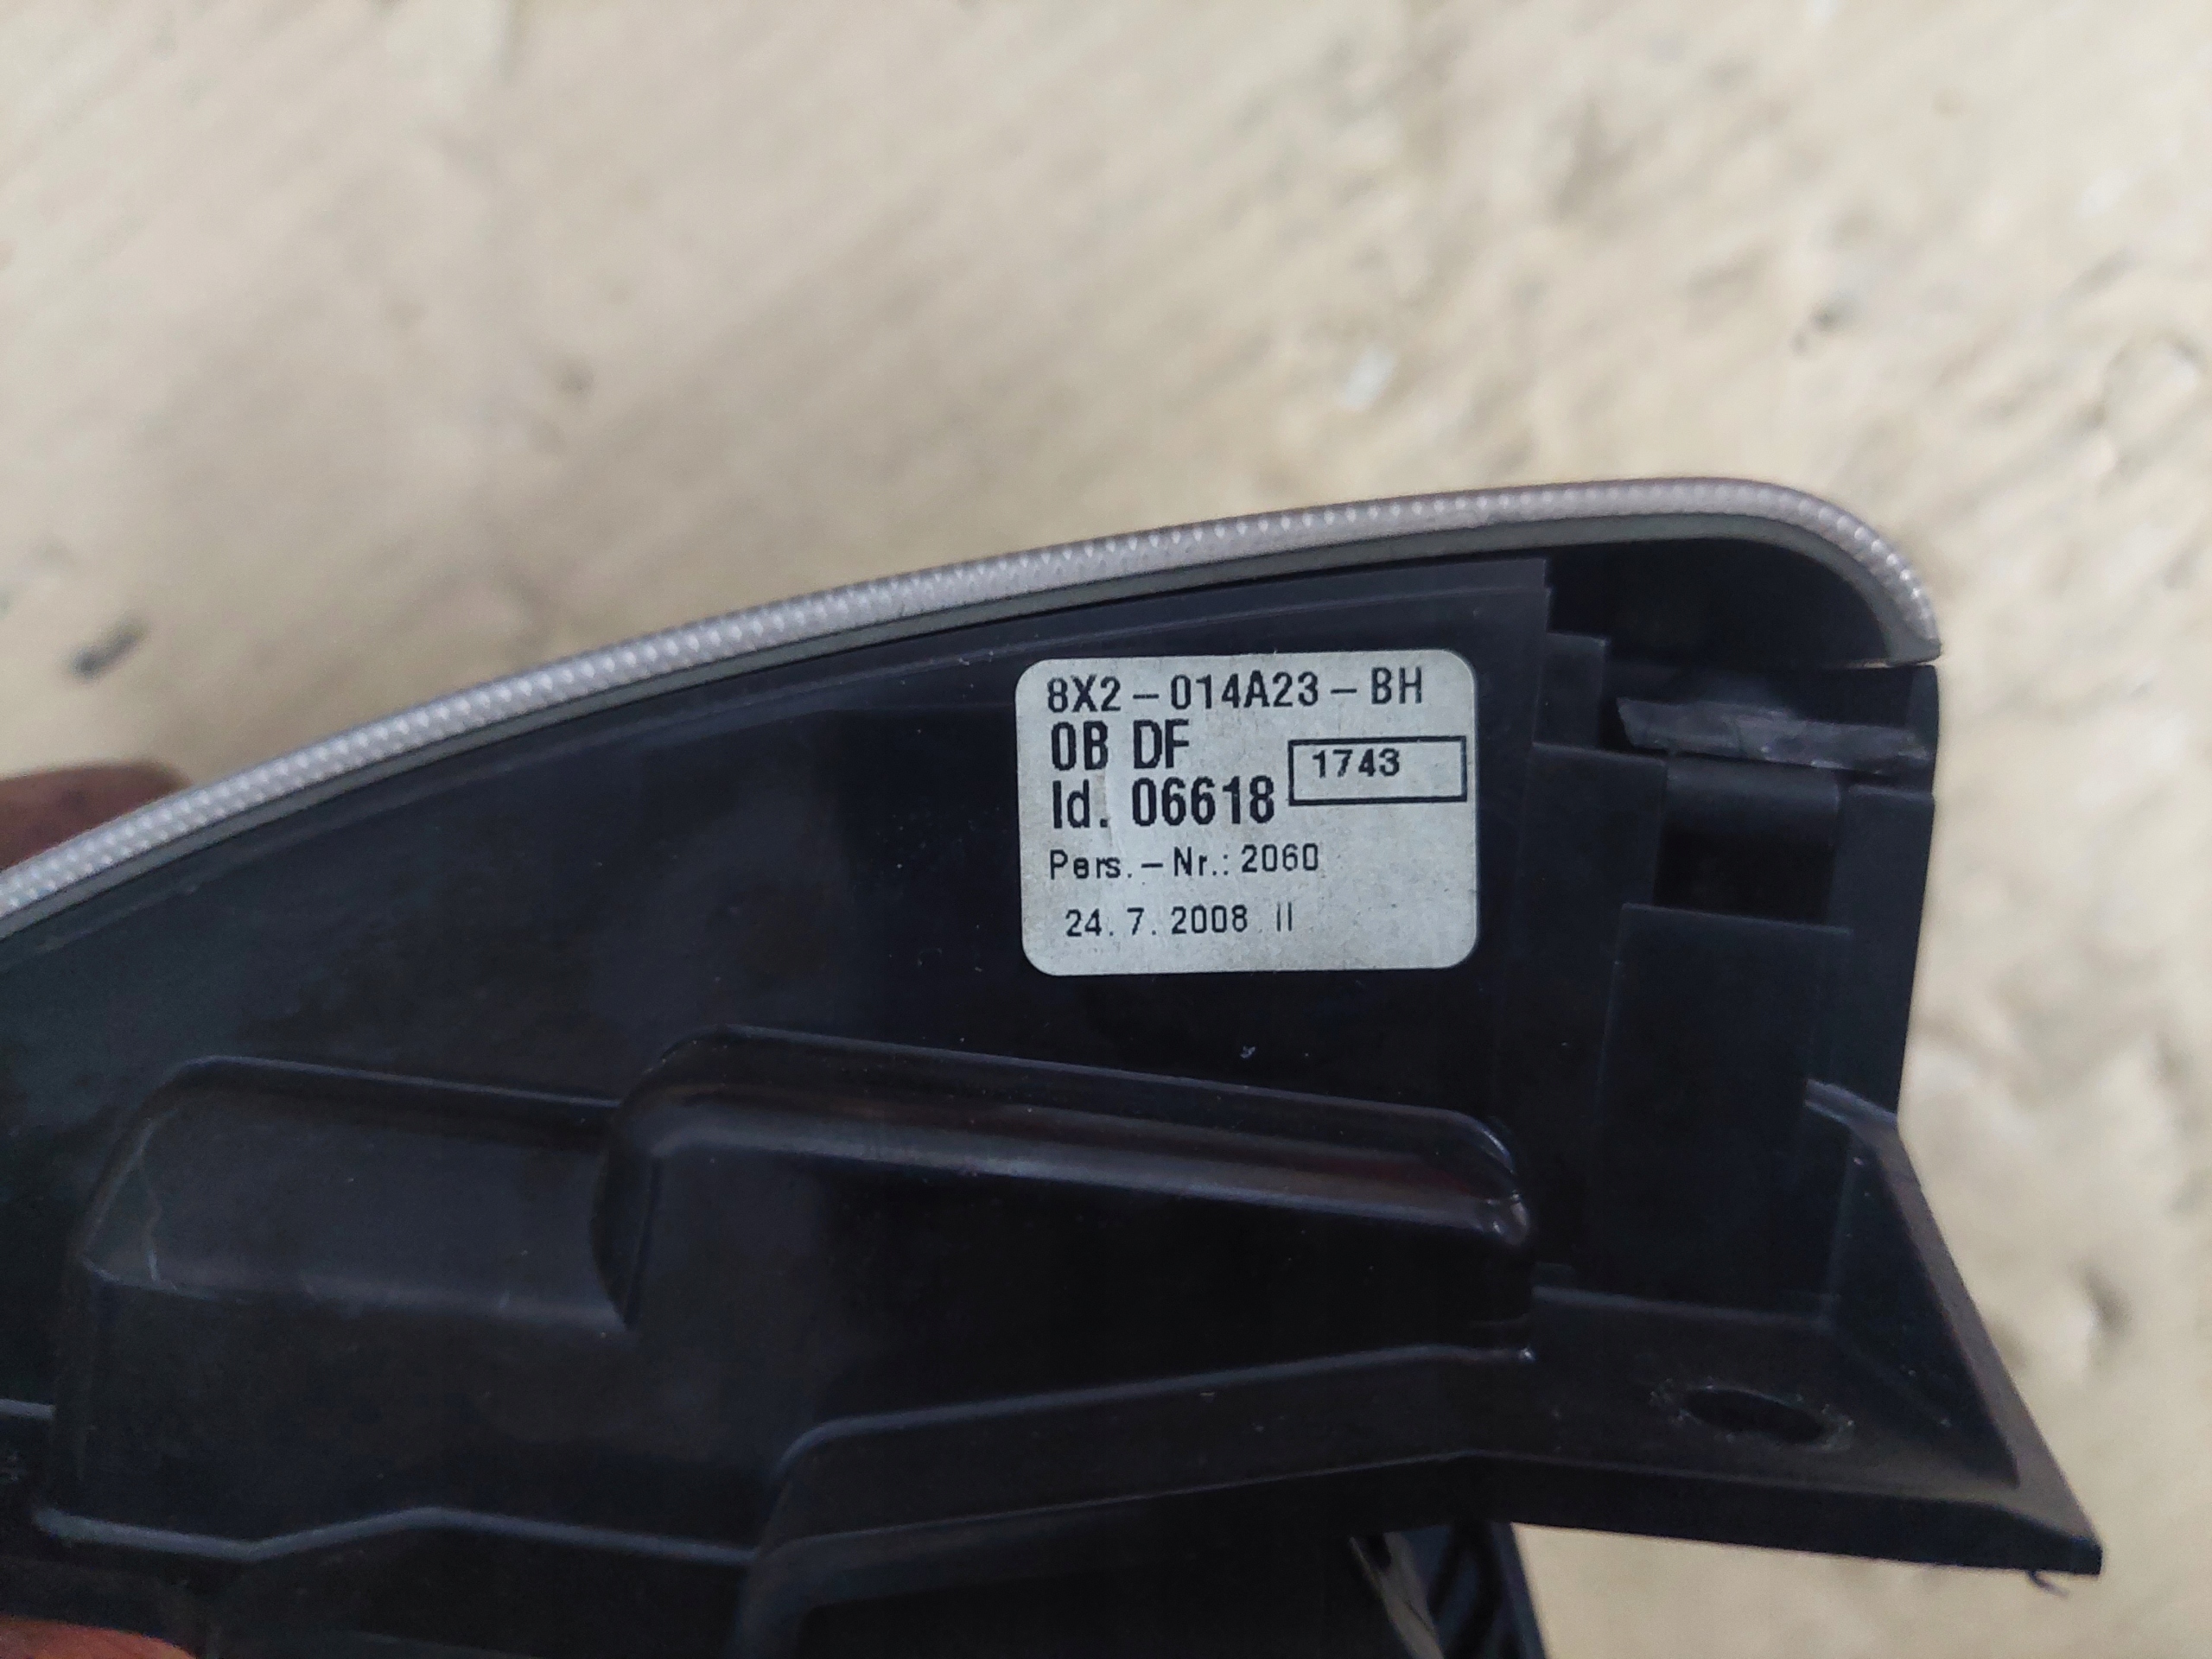 8X2-014A23-BH
0B DF
1743
Id. 06618
Pers.-Nr.: 2060
24. 7. 2008 II